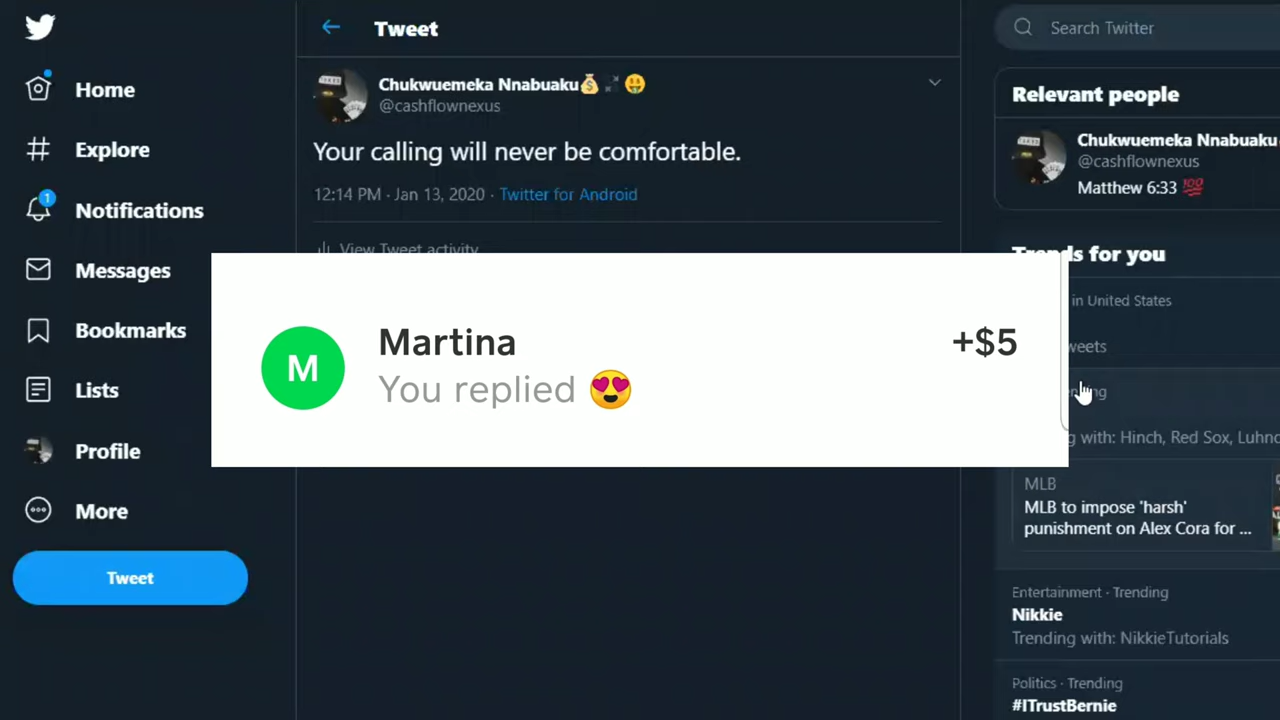 Home
Explore
1
Notifications
Messages
Bookmarks
Lists
Profile
More
Tweet
Tweet
Chukwuemeka Nnabuaku💰 🤑
@cashflownexus
Your calling will never be comfortable.
12:14 PM · Jan 13, 2020 · Twitter for Android
View Tweet activity
M
Martina
+$5
You replied 😍
Search Twitter
Relevant people
Chukwuemeka Nnabuaku
@cashflownexus
Matthew 6:33 💯
Trends for you
in United States
with: Hinch, Red Sox, Luhno
MLB
MLB to impose 'harsh'
punishment on Alex Cora for ...
Entertainment · Trending
Nikkie
Trending with: NikkieTutorials
Politics · Trending
#ITrustBernie